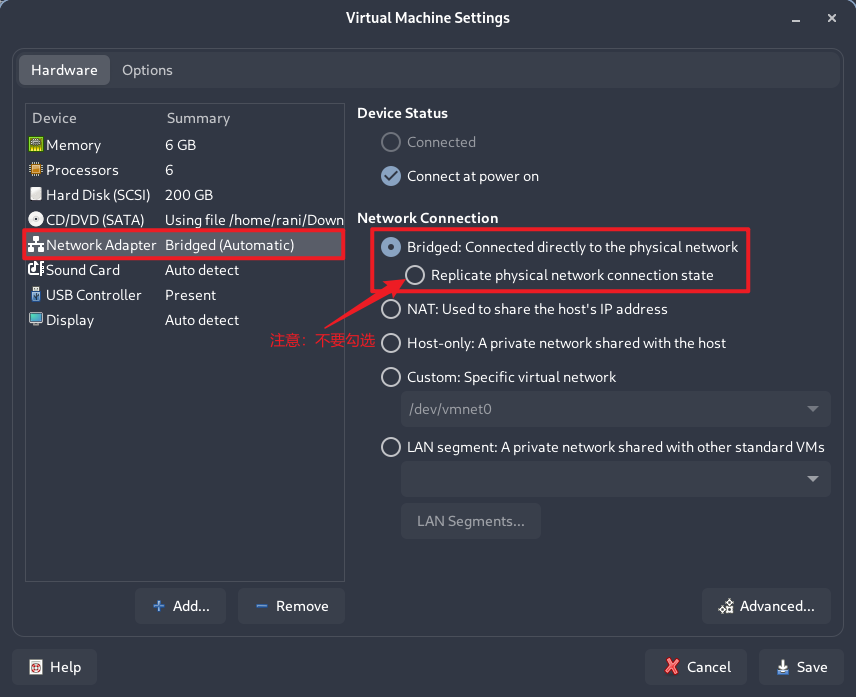 Virtual Machine Settings
Hardware Options
Device Summary
Memory 6 GB
Processors 6
Hard Disk (SCSI) 200 GB
CD/DVD (SATA) Using file /home/rani/Down
Network Adapter Bridged (Automatic)
Sound Card Auto detect
USB Controller Present
Display Auto detect
Device Status
Connected
Connect at power on
Network Connection
Bridged: Connected directly to the physical network
Replicate physical network connection state
NAT: Used to share the host's IP address
注意：不要勾选
Host-only: A private network shared with the host
Custom: Specific virtual network
/dev/vmnet0
LAN segment: A private network shared with other standard VMs
LAN Segments...
Add... Remove
Advanced...
Help
Cancel Save